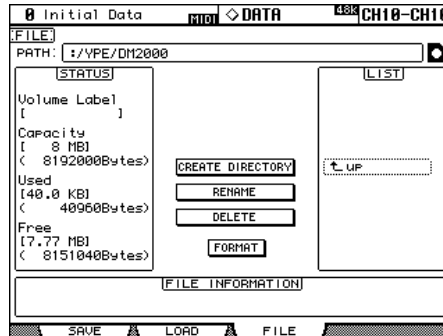 0 Initial Data MIDI ◇DATA 48K CH10-CH10
FILE
PATH: :/YPE/DM2000
STATUS
LIST
Volume Label
[ ]
Capacity
[ 8 MB]
( 8192000Bytes)
CREATE DIRECTORY
UP
Used
[40.0 KB]
RENAME
( 40960Bytes)
DELETE
Free
[7.77 MB]
FORMAT
( 8151040Bytes)
FILE INFORMATION
SAVE LOAD FILE